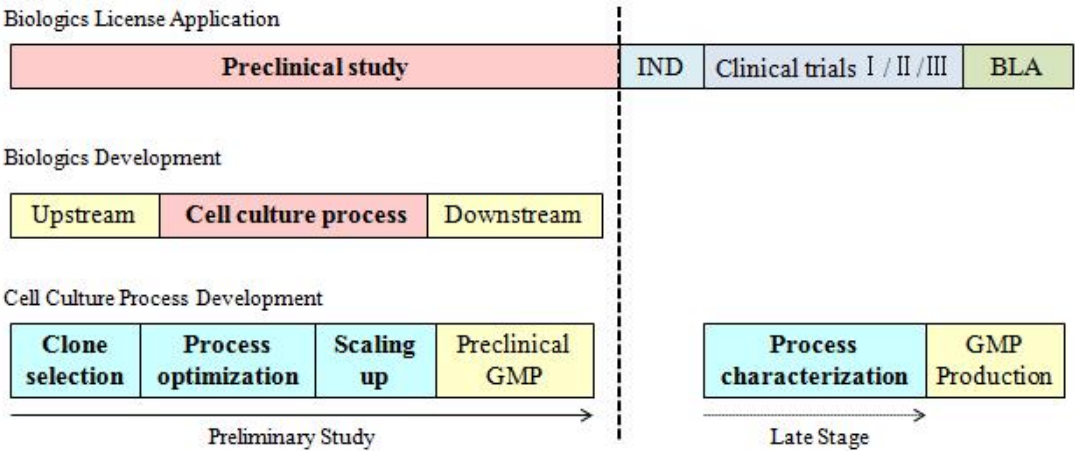 Biologics License Application
Preclinical study
IND
Clinical trials Ⅰ / Ⅱ / Ⅲ
BLA
Biologics Development
Upstream
Cell culture process
Downstream
Cell Culture Process Development
Clone
selection
Process
optimization
Scaling
up
Preclinical
GMP
Process
characterization
GMP
Production
Preliminary Study
Late Stage